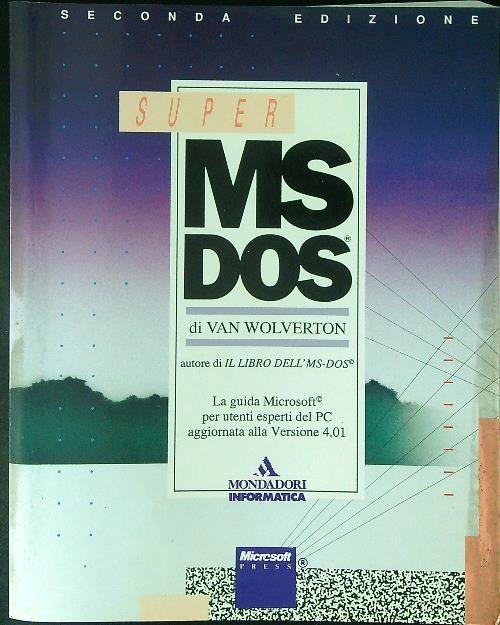 SECONDA EDIZIONE
SUPER
MS
DOS®
di VAN WOLVERTON
autore di IL LIBRO DELL'MS-DOS©
La guida Microsoft©
per utenti esperti del PC
aggiornata alla Versione 4.01
MONDADORI
INFORMATICA
Microsoft
PRESS ®